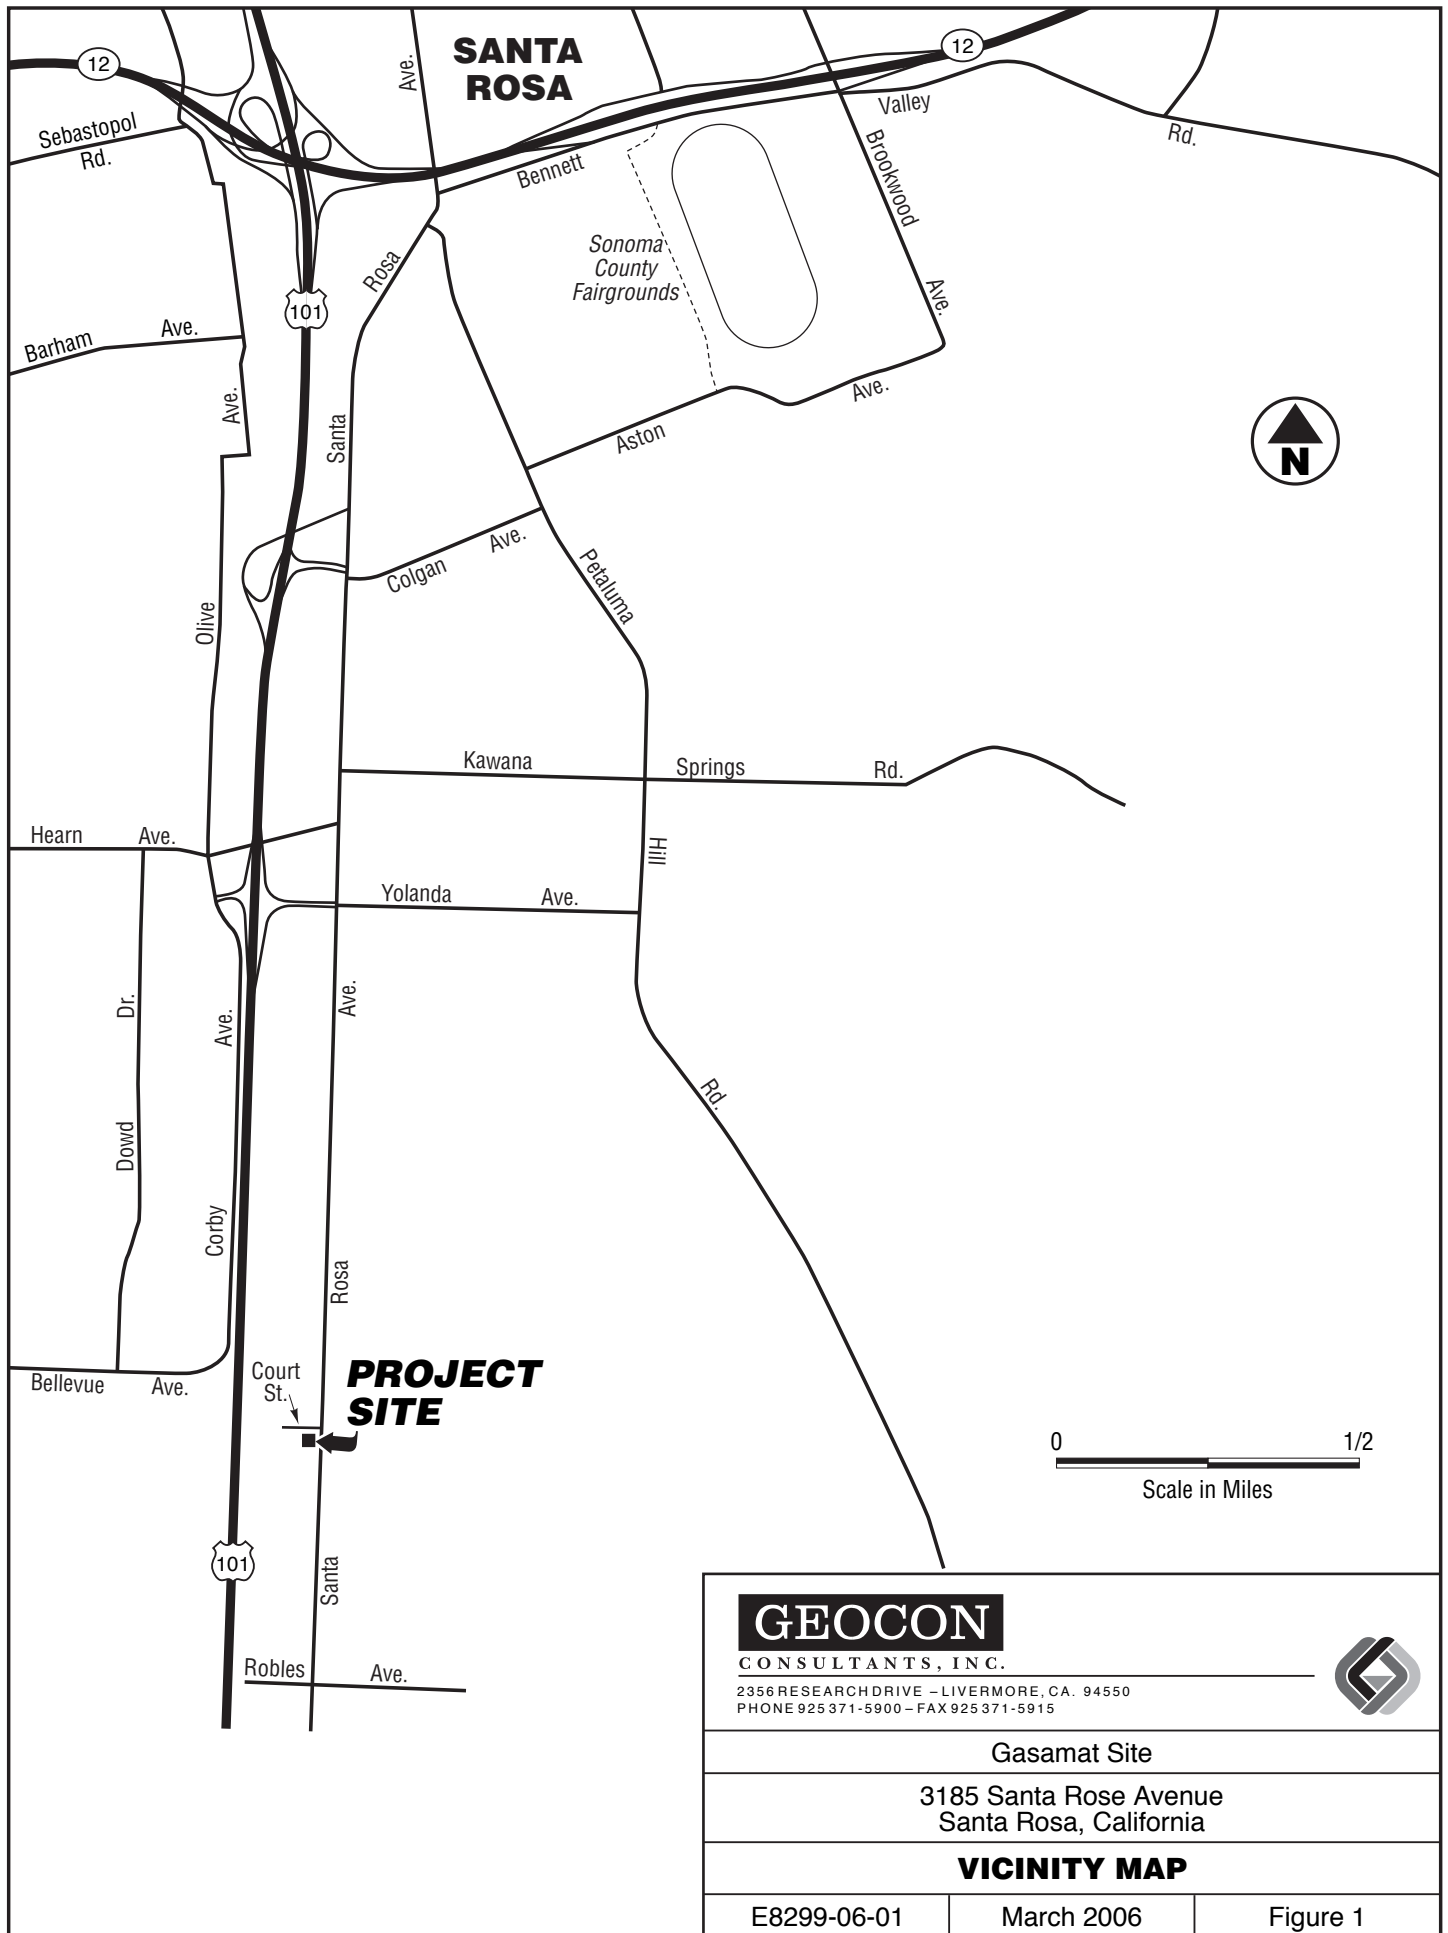 12
SANTA
ROSA
Ave.
12
Sebastopol
Rd.
Valley
Rd.
Bennett
Brookwood
Ave.
Sonoma
County
Fairgrounds
Rosa
101
Barham Ave.
Ave.
Santa
Aston Ave.
N
Colgan Ave.
Petaluma
Olive
Kawana Springs Rd.
Hearn Ave.
Hill
Yolanda Ave.
Dr.
Ave.
Ave.
Rd.
Dowd
Corby
Rosa
Bellevue Ave.
Court
St.
PROJECT
SITE
0 1/2
Scale in Miles
101
Santa
Robles Ave.
GEOCON
CONSULTANTS, INC.
2356 RESEARCH DRIVE – LIVERMORE, CA. 94550
PHONE 925 371-5900 – FAX 925 371-5915
Gasamat Site
3185 Santa Rose Avenue
Santa Rosa, California
VICINITY MAP
E8299-06-01 March 2006 Figure 1